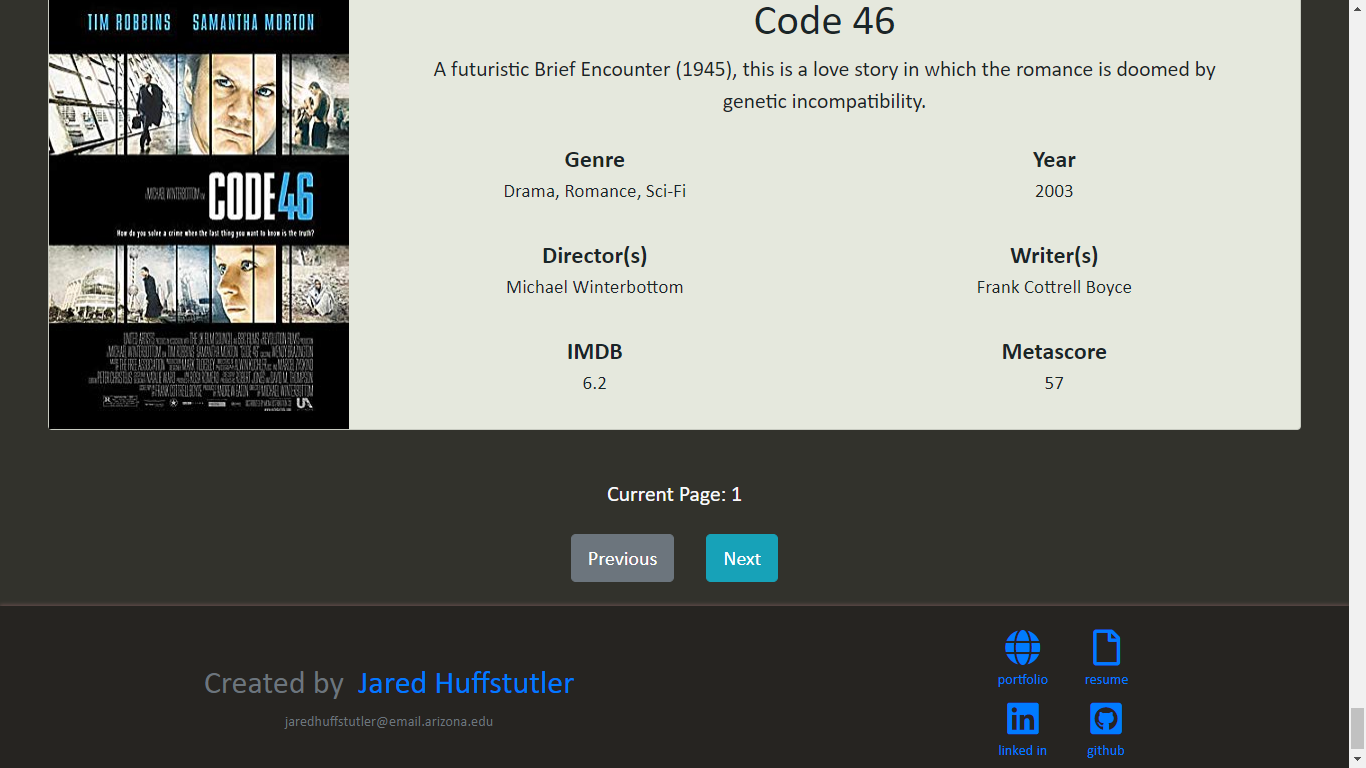 TIM ROBBINS SAMANTHA MORTON
A MICHAEL WINTERBOTTOM FILM
CODE 46
How do you solve a crime when the last thing you want to know is the truth?
Code 46
A futuristic Brief Encounter (1945), this is a love story in which the romance is doomed by
genetic incompatibility.
Genre Year
Drama, Romance, Sci-Fi 2003
Director(s) Writer(s)
Michael Winterbottom Frank Cottrell Boyce
IMDB Metascore
6.2 57
Current Page: 1
Previous Next
Created by Jared Huffstutler
jaredhuffstutler@email.arizona.edu
portfolio resume
linked in github